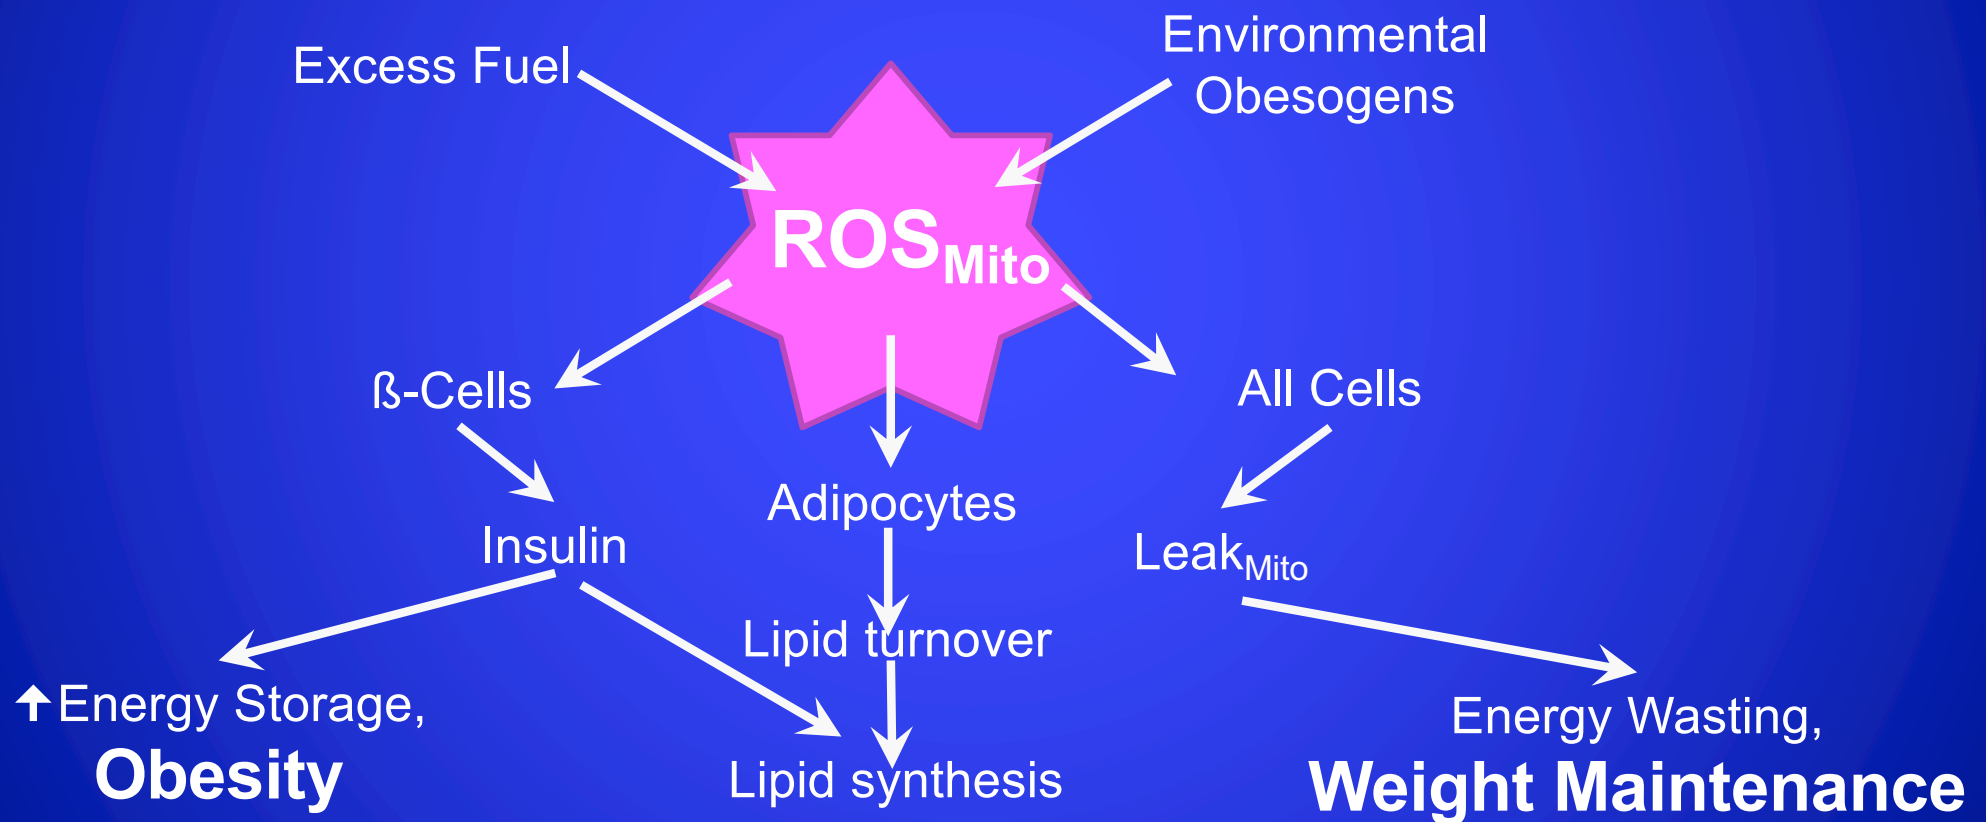 Excess Fuel
Environmental
Obesogens
ROSMito
ß-Cells
All Cells
Adipocytes
Insulin
LeakMito
Lipid turnover
Energy Storage,
Obesity
Lipid synthesis
Energy Wasting,
Weight Maintenance